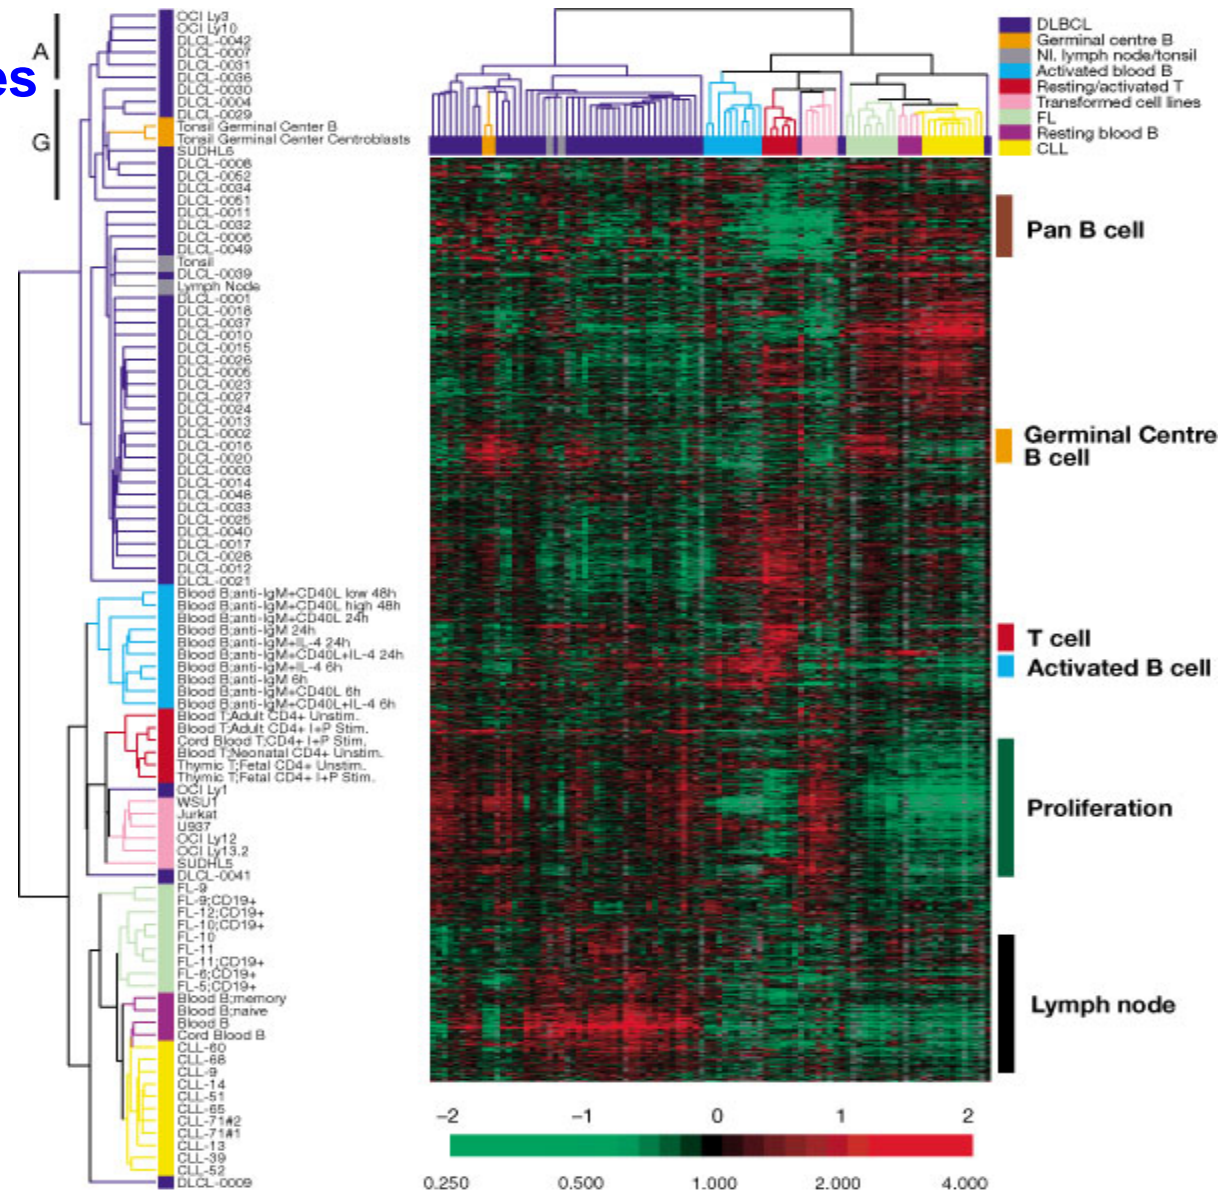 es
A
G
OCI Ly3
OCI Ly10
DLCL-0042
DLCL-0007
DLCL-0031
DLCL-0036
DLCL-0030
DLCL-0004
DLCL-0029
Tonsil Germinal Center B
Tonsil Germinal Center Centroblasts
SUDHL6
DLCL-0008
DLCL-0052
DLCL-0034
DLCL-0051
DLCL-0011
DLCL-0032
DLCL-0006
DLCL-0049
Tonsil
DLCL-0039
Lymph Node
DLCL-0001
DLCL-0018
DLCL-0037
DLCL-0010
DLCL-0015
DLCL-0026
DLCL-0005
DLCL-0023
DLCL-0027
DLCL-0024
DLCL-0013
DLCL-0002
DLCL-0016
DLCL-0020
DLCL-0003
DLCL-0014
DLCL-0048
DLCL-0033
DLCL-0025
DLCL-0040
DLCL-0017
DLCL-0028
DLCL-0012
DLCL-0021
Blood B;anti-IgM+CD40L low 48h
Blood B;anti-IgM+CD40L high 48h
Blood B;anti-IgM+CD40L 24h
Blood B;anti-IgM 24h
Blood B;anti-IgM+IL-4 24h
Blood B;anti-IgM+CD40L+IL-4 24h
Blood B;anti-IgM+IL-4 6h
Blood B;anti-IgM 6h
Blood B;anti-IgM+CD40L 6h
Blood B;anti-IgM+CD40L+IL-4 6h
Blood T;Adult CD4+ Unstim.
Blood T;Adult CD4+ I+P Stim.
Cord Blood T;CD4+ I+P Stim.
Blood T;Neonatal CD4+ Unstim.
Thymic T;Fetal CD4+ Unstim.
Thymic T;Fetal CD4+ I+P Stim.
OCI Ly1
WSU1
Jurkat
U937
OCI Ly12
OCI Ly13.2
SUDHL5
DLCL-0041
FL-9
FL-9;CD19+
FL-12;CD19+
FL-10;CD19+
FL-10
FL-11
FL-11;CD19+
FL-6;CD19+
FL-5;CD19+
Blood B;memory
Blood B;naive
Blood B
Cord Blood B
CLL-60
CLL-68
CLL-9
CLL-14
CLL-51
CLL-65
CLL-71#2
CLL-71#1
CLL-13
CLL-39
CLL-52
DLCL-0009
DLBCL
Germinal centre B
Nl. lymph node/tonsil
Activated blood B
Resting/activated T
Transformed cell lines
FL
Resting blood B
CLL
Pan B cell
Germinal Centre
B cell
T cell
Activated B cell
Proliferation
Lymph node
−2 −1 0 1 2
0.250 0.500 1.000 2.000 4.000